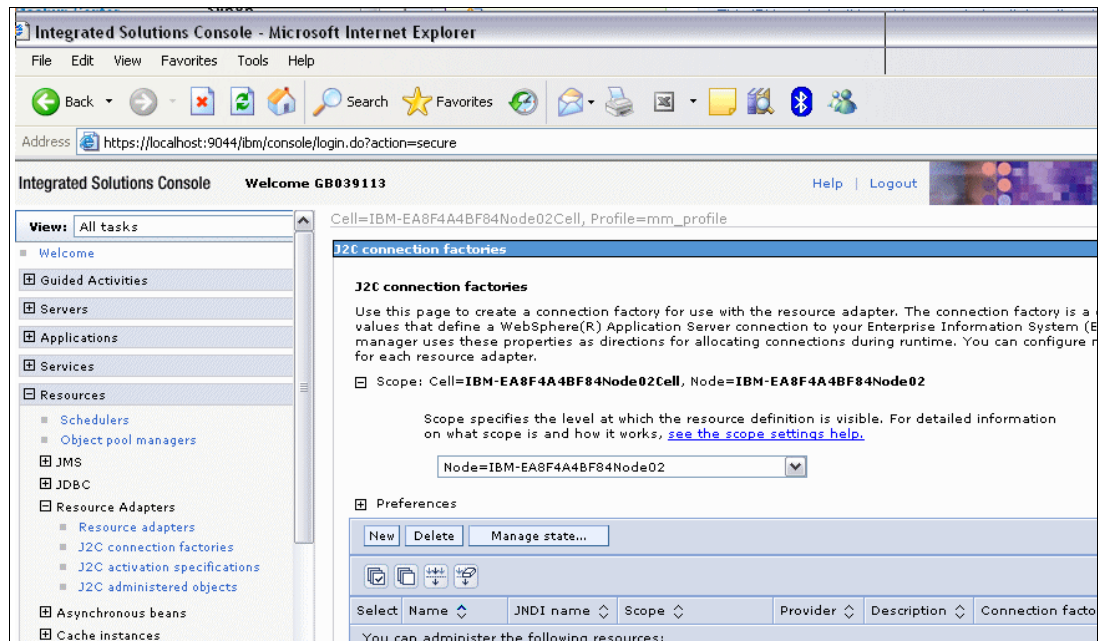 Integrated Solutions Console - Microsoft Internet Explorer
File Edit View Favorites Tools Help
Back Search Favorites
Address https://localhost:9044/ibm/console/login.do?action=secure
Integrated Solutions Console Welcome GB039113 Help | Logout
View: All tasks
Welcome
Guided Activities
Servers
Applications
Services
Resources
Schedulers
Object pool managers
JMS
JDBC
Resource Adapters
Resource adapters
J2C connection factories
J2C activation specifications
J2C administered objects
Asynchronous beans
Cache instances
Cell=IBM-EA8F4A4BF84Node02Cell, Profile=mm_profile
J2C connection factories
J2C connection factories
Use this page to create a connection factory for use with the resource adapter. The connection factory is a
values that define a WebSphere(R) Application Server connection to your Enterprise Information System (E
manager uses these properties as directions for allocating connections during runtime. You can configure
for each resource adapter.
Scope: Cell=IBM-EA8F4A4BF84Node02Cell, Node=IBM-EA8F4A4BF84Node02
Scope specifies the level at which the resource definition is visible. For detailed information
on what scope is and how it works, see the scope settings help.
Node=IBM-EA8F4A4BF84Node02
Preferences
New Delete Manage state...
Select Name JNDI name Scope Provider Description Connection facto
You can administer the following resources: